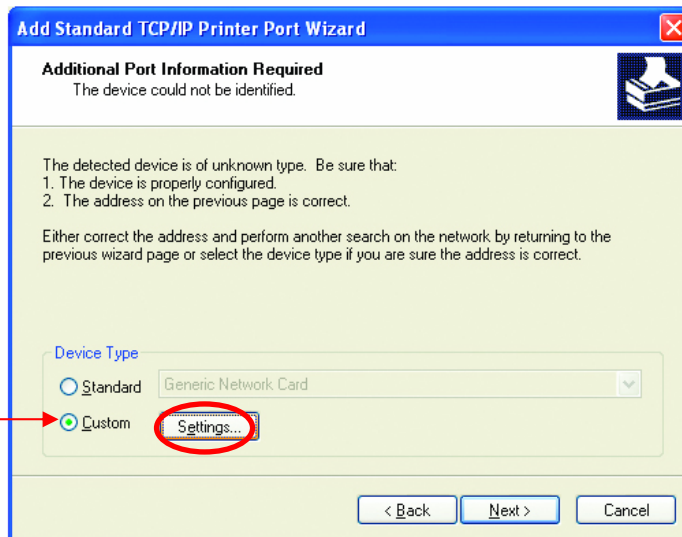 Add Standard TCP/IP Printer Port Wizard
Additional Port Information Required
The device could not be identified.
The detected device is of unknown type. Be sure that:
1. The device is properly configured.
2. The address on the previous page is correct.
Either correct the address and perform another search on the network by returning to the
previous wizard page or select the device type if you are sure the address is correct.
Device Type
Standard Generic Network Card
Custom Settings...
< Back Next > Cancel